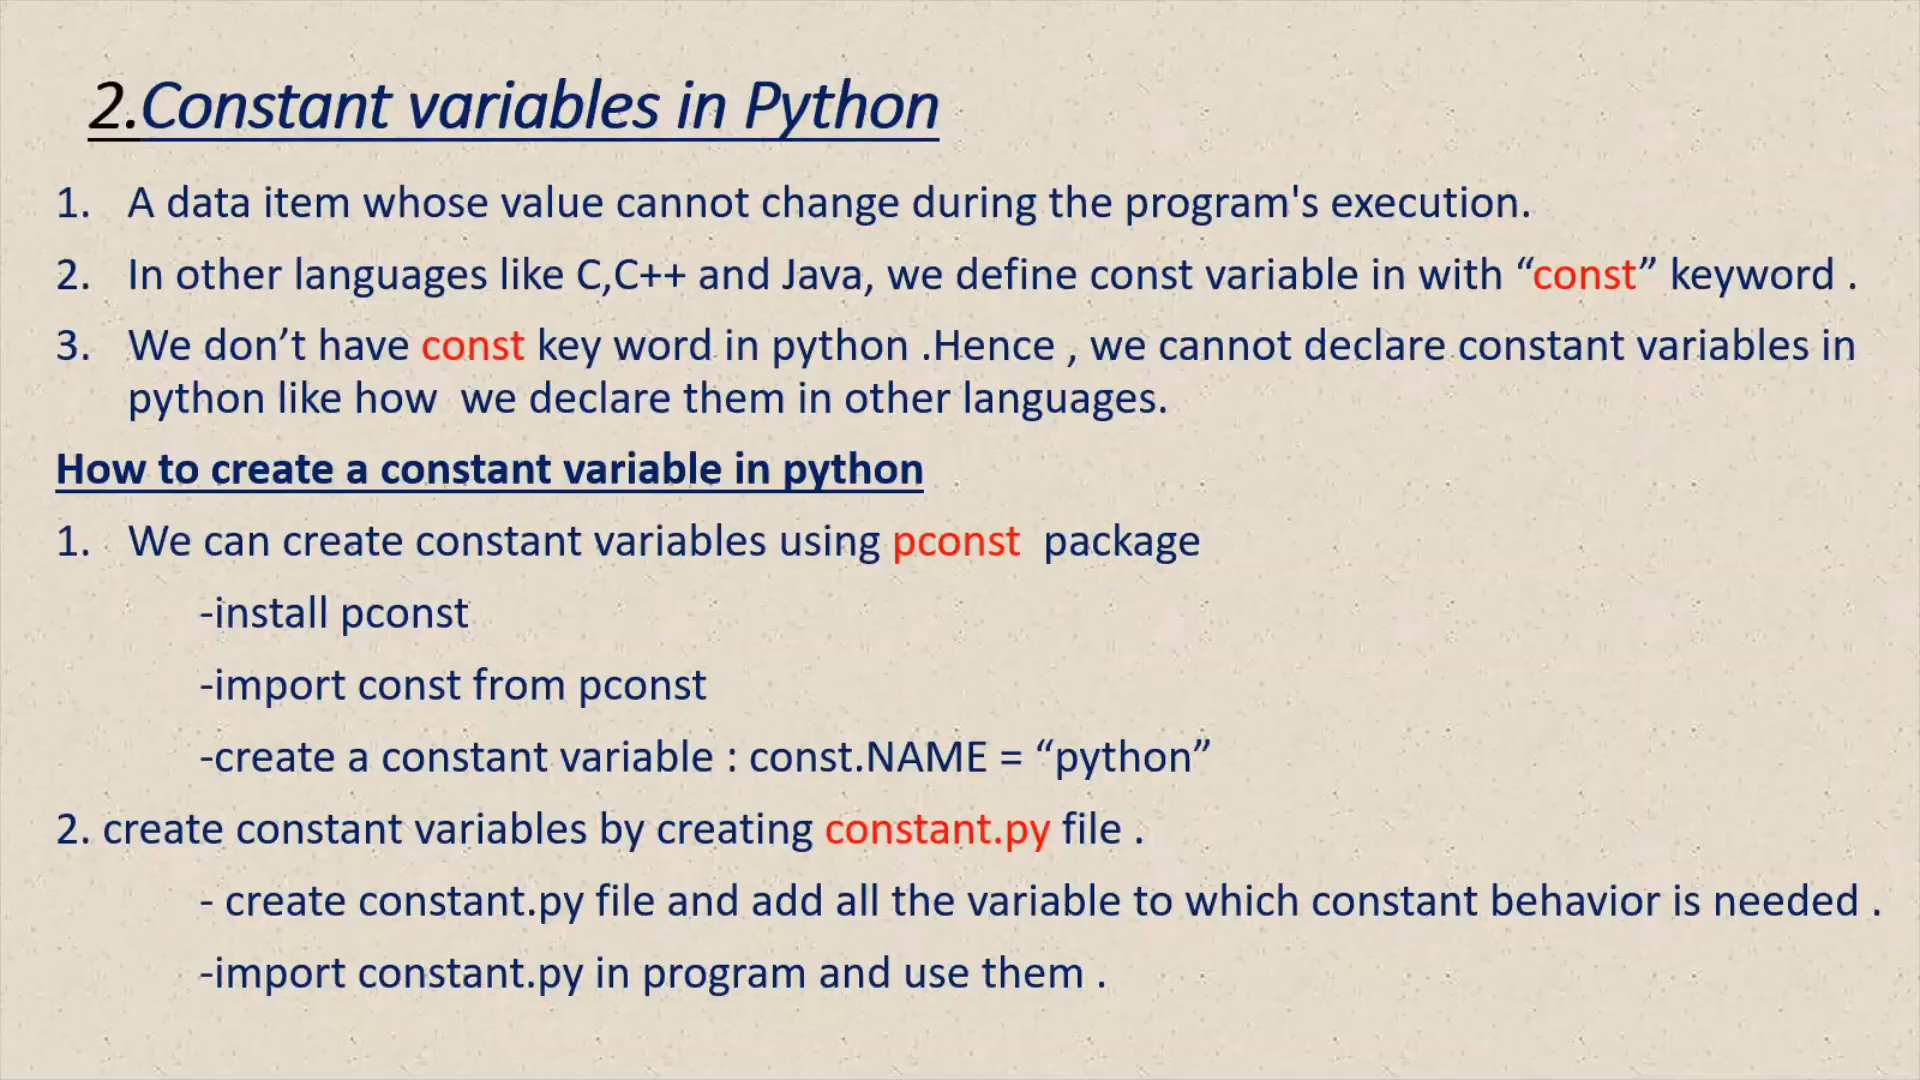 2.Constant variables in Python
1. A data item whose value cannot change during the program's execution.
2. In other languages like C,C++ and Java, we define const variable in with “const” keyword .
3. We don’t have const key word in python .Hence , we cannot declare constant variables in
python like how we declare them in other languages.
How to create a constant variable in python
1. We can create constant variables using pconst package
-install pconst
-import const from pconst
-create a constant variable : const.NAME = “python”
2. create constant variables by creating constant.py file .
- create constant.py file and add all the variable to which constant behavior is needed .
-import constant.py in program and use them .